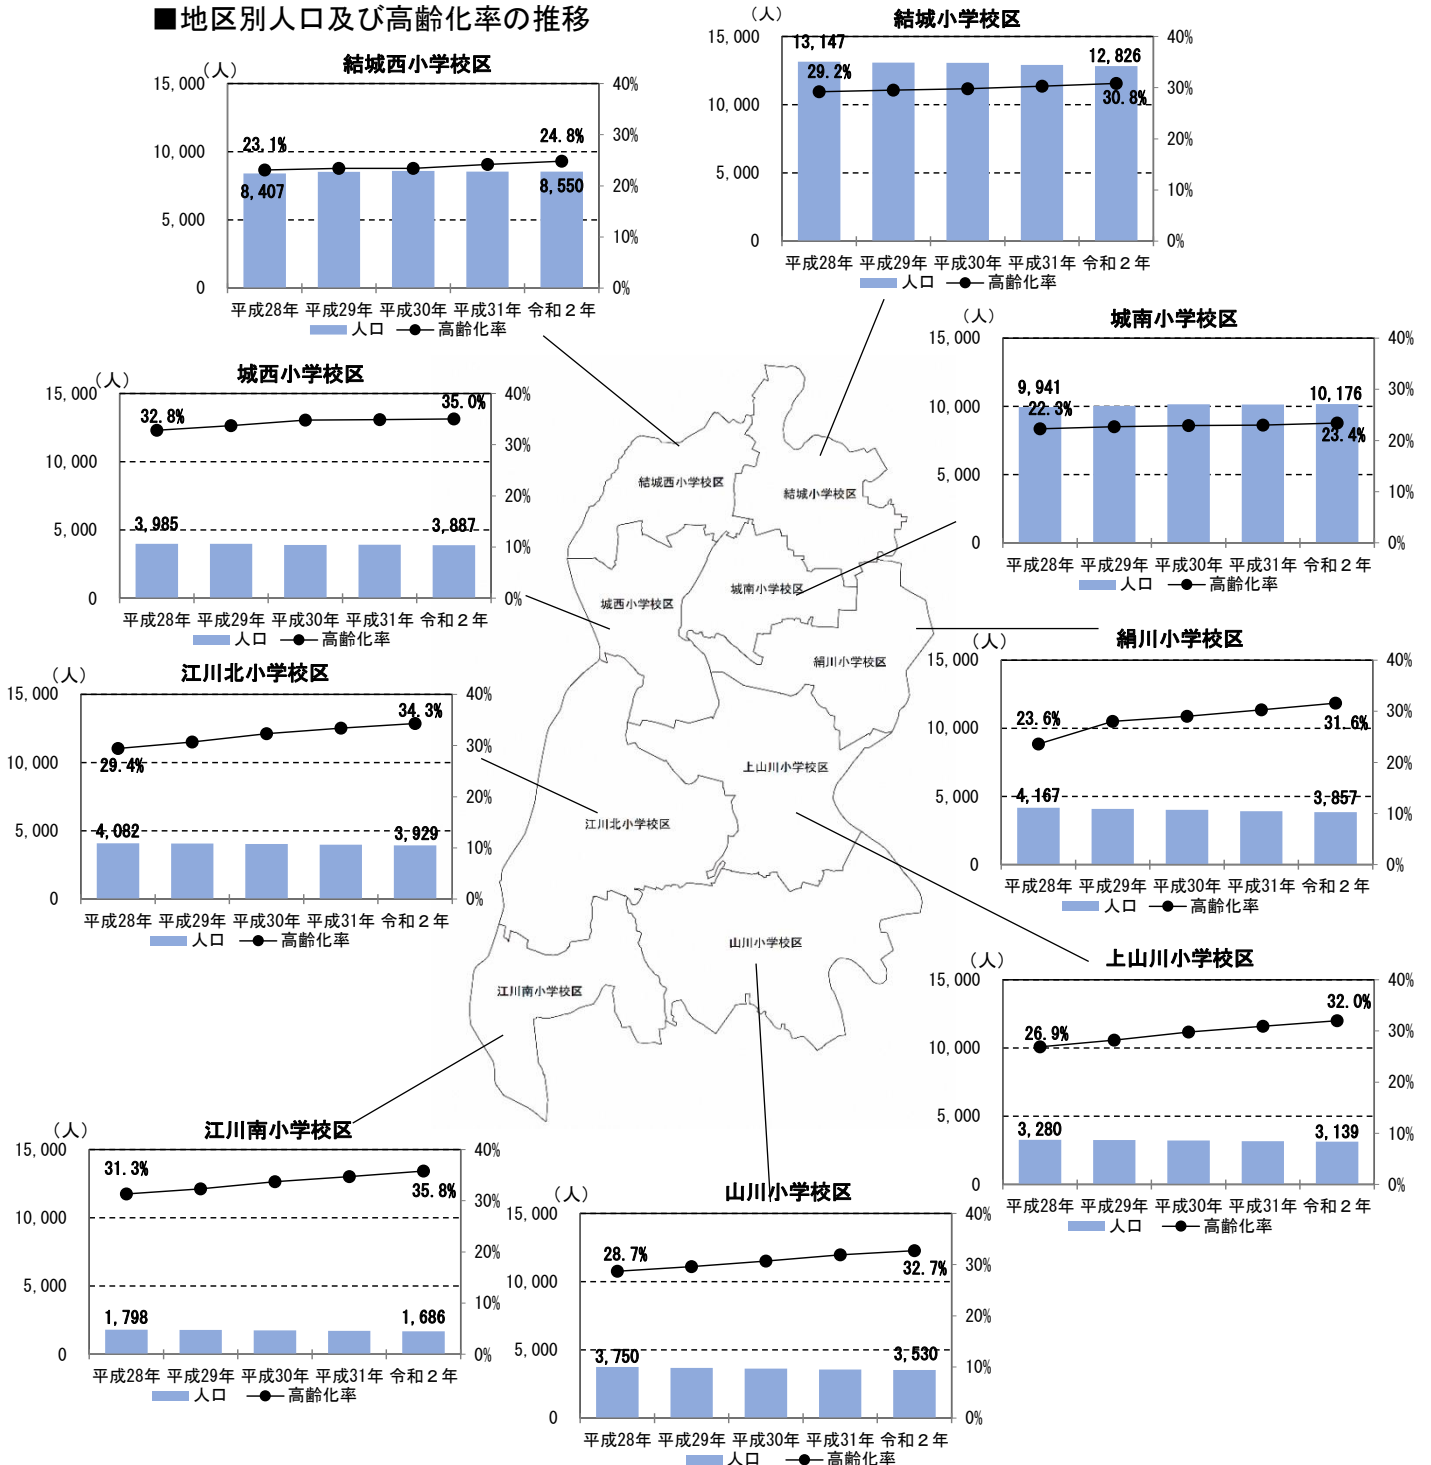 ■地区別人口及び高齢化率の推移
結城西小学校区
（人）
15,000
10,000
5,000
0
40%
30%
20%
10%
0%
23.1%
24.8%
8,407
8,550
平成28年 平成29年 平成30年 平成31年 令和２年
人口 高齢化率
結城小学校区
（人）
15,000
10,000
5,000
0
40%
30%
20%
10%
0%
13,147
12,826
29.2%
30.8%
平成28年 平成29年 平成30年 平成31年 令和２年
人口 高齢化率
城西小学校区
（人）
15,000
10,000
5,000
0
40%
30%
20%
10%
0%
32.8%
35.0%
3,985
3,887
平成28年 平成29年 平成30年 平成31年 令和２年
人口 高齢化率
城南小学校区
（人）
15,000
10,000
5,000
0
40%
30%
20%
10%
0%
9,941
10,176
22.3%
23.4%
平成28年 平成29年 平成30年 平成31年 令和２年
人口 高齢化率
結城西小学校区
結城小学校区
城南小学校区
城西小学校区
絹川小学校区
上山川小学校区
江川北小学校区
山川小学校区
江川南小学校区
江川北小学校区
（人）
15,000
10,000
5,000
0
40%
30%
20%
10%
0%
29.4%
34.3%
4,082
3,929
平成28年 平成29年 平成30年 平成31年 令和２年
人口 高齢化率
絹川小学校区
（人）
15,000
10,000
5,000
0
40%
30%
20%
10%
0%
23.6%
31.6%
4,167
3,857
平成28年 平成29年 平成30年 平成31年 令和２年
人口 高齢化率
上山川小学校区
（人）
15,000
10,000
5,000
0
40%
30%
20%
10%
0%
26.9%
32.0%
3,280
3,139
平成28年 平成29年 平成30年 平成31年 令和２年
人口 高齢化率
江川南小学校区
（人）
15,000
10,000
5,000
0
40%
30%
20%
10%
0%
31.3%
35.8%
1,798
1,686
平成28年 平成29年 平成30年 平成31年 令和２年
人口 高齢化率
山川小学校区
（人）
15,000
10,000
5,000
0
40%
30%
20%
10%
0%
28.7%
32.7%
3,750
3,530
平成28年 平成29年 平成30年 平成31年 令和２年
人口 高齢化率